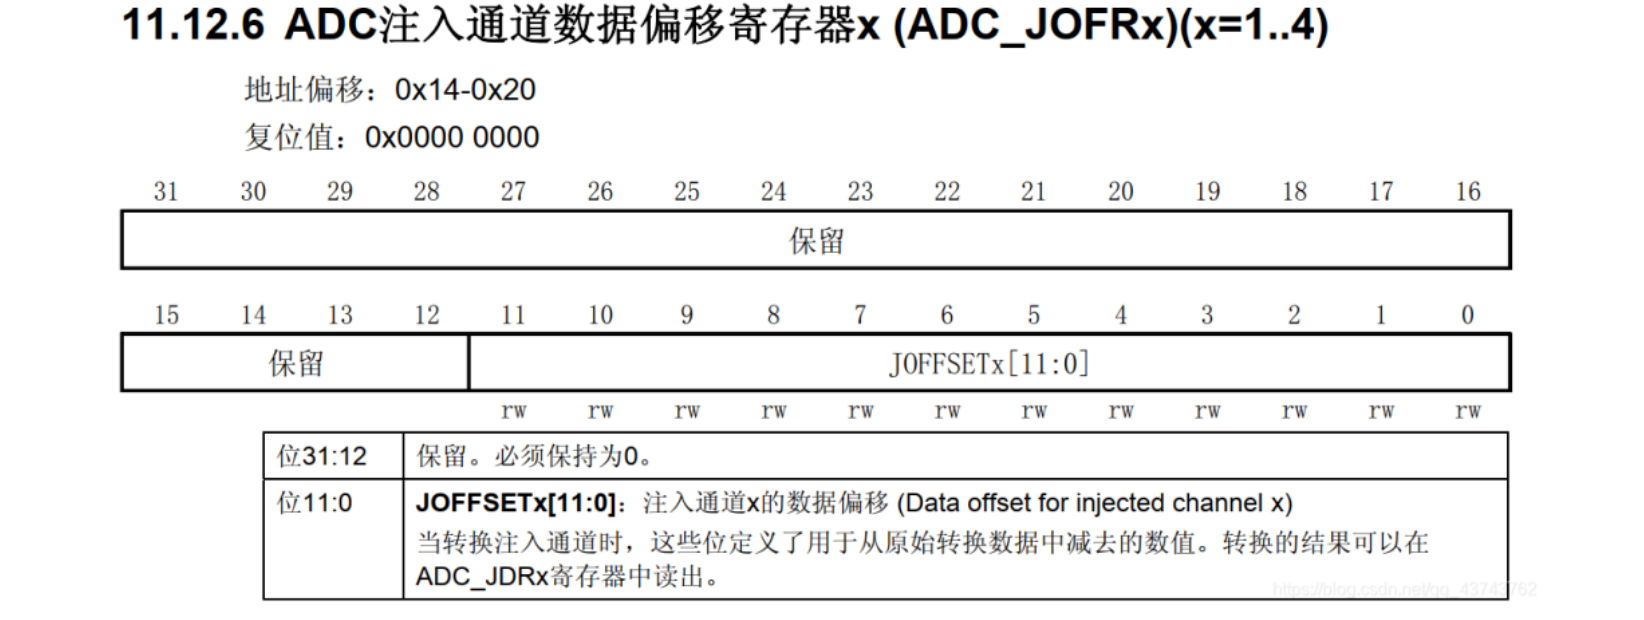 11.12.6 ADC注入通道数据偏移寄存器x (ADC_JOFRx)(x=1..4)
地址偏移：0x14-0x20
复位值：0x0000 0000
31 30 29 28 27 26 25 24 23 22 21 20 19 18 17 16
保留
15 14 13 12 11 10 9 8 7 6 5 4 3 2 1 0
保留 JOFFSETx[11:0]
rw rw rw rw rw rw rw rw rw rw rw rw
位31:12 保留。必须保持为0。
位11:0 JOFFSETx[11:0]：注入通道x的数据偏移 (Data offset for injected channel x)
当转换注入通道时，这些位定义了用于从原始转换数据中减去的数值。转换的结果可以在
ADC_JDRx寄存器中读出。
https://blog.csdn.net/qq_43743762